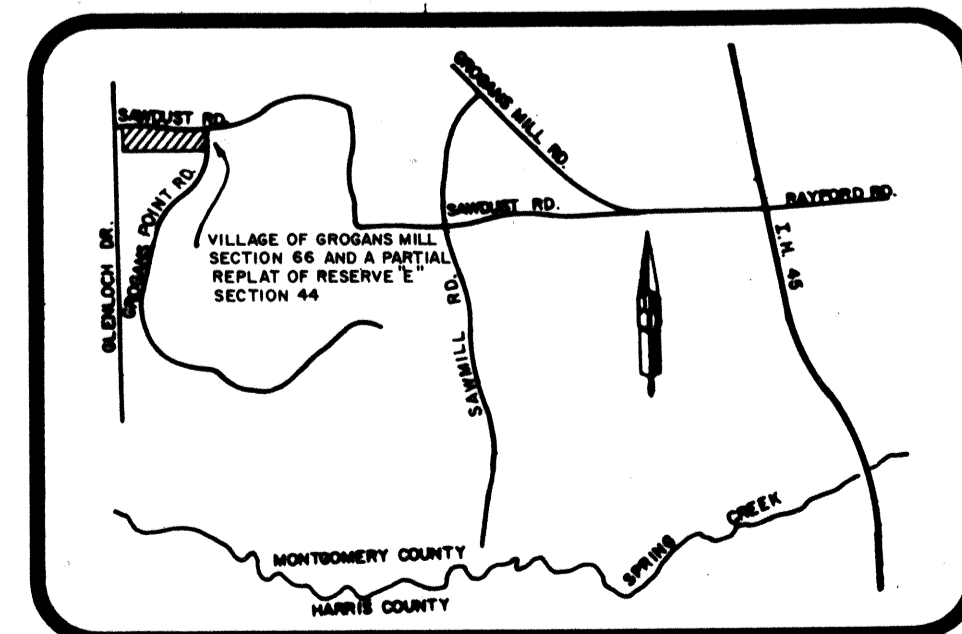 GROGANS MILL RD.
SAWDUST RD.
SAWDUST RD.
RAYFORD RD.
I.H. 45
GROGANS POINT RD.
GLENLOCH DR.
VILLAGE OF GROGANS MILL
SECTION 66 AND A PARTIAL
REPLAT OF RESERVE "E"
SECTION 44
SAWMILL RD.
SPRING CREEK
MONTGOMERY COUNTY
HARRIS COUNTY